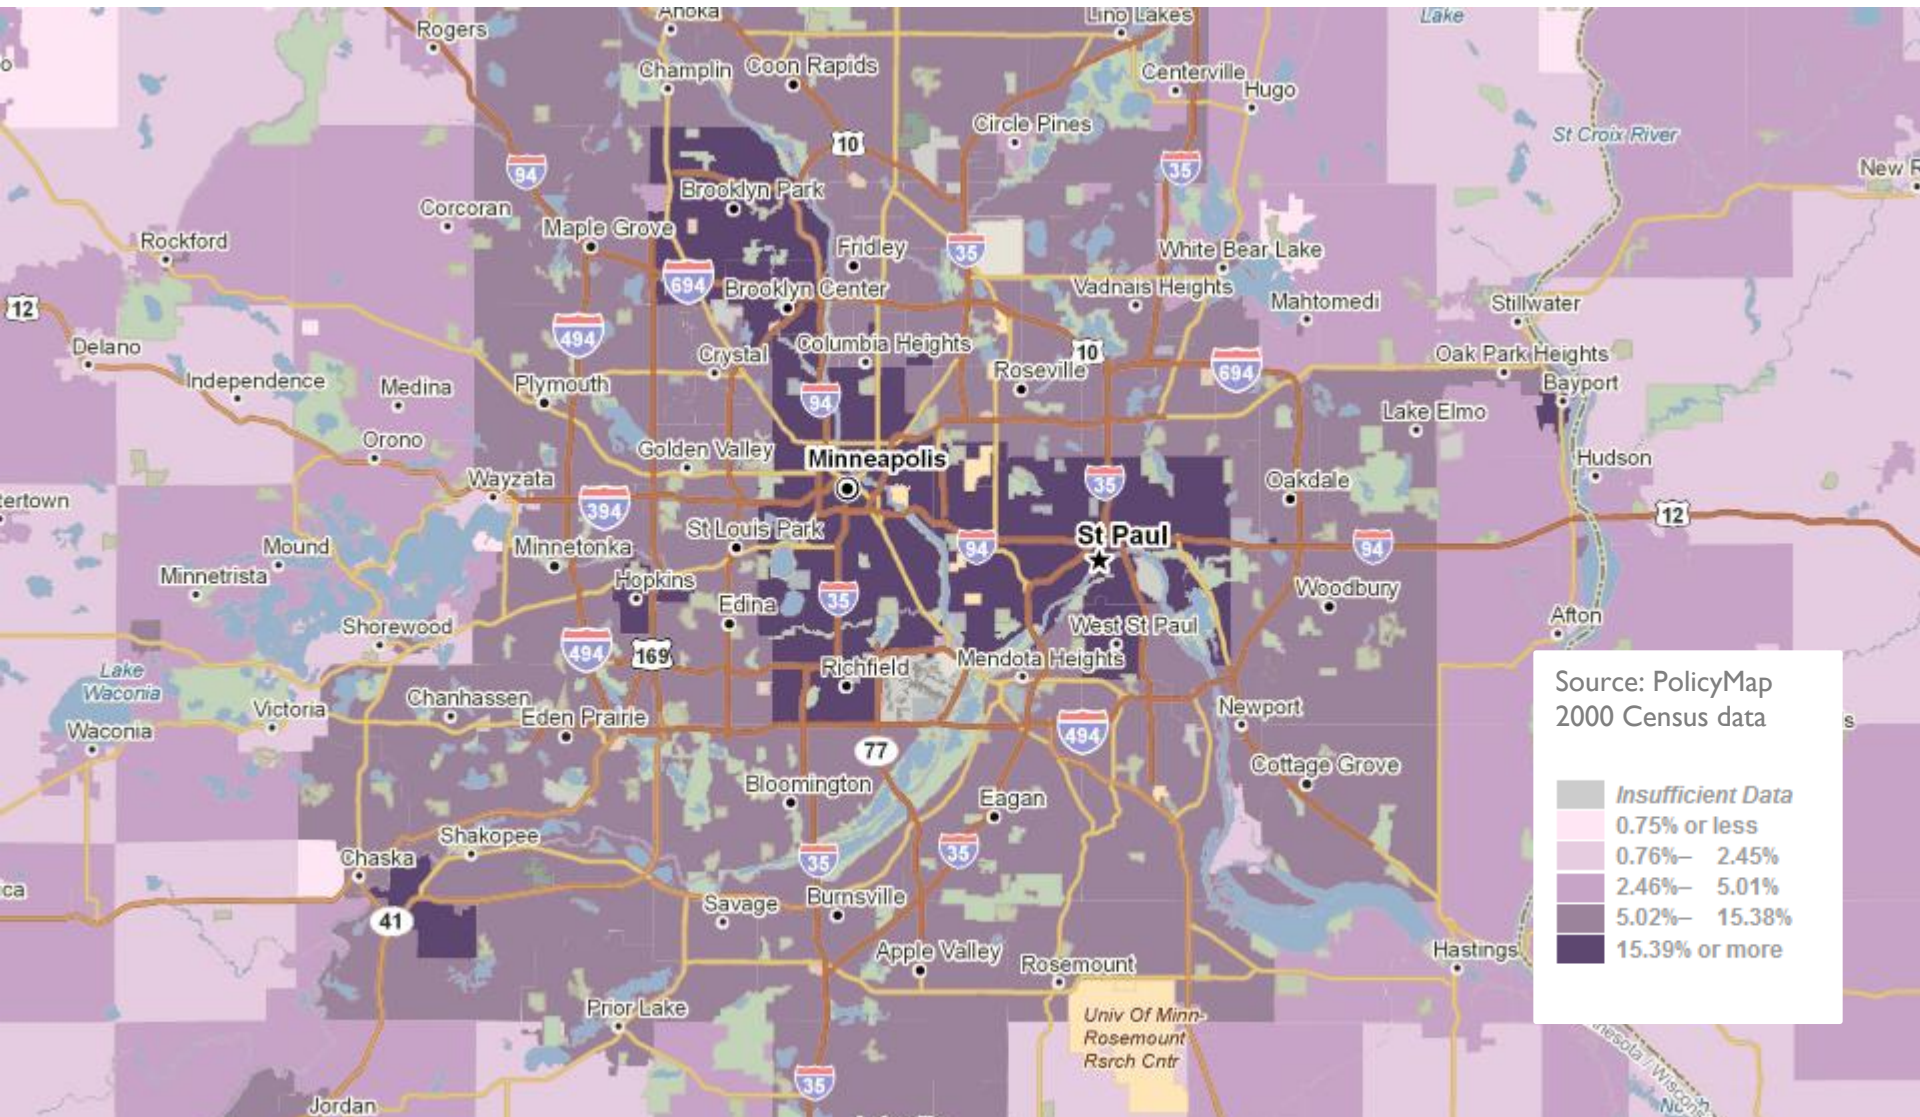 Rogers
Anoka
Lino Lakes
Lake
Champlin
Coon Rapids
Centerville
Hugo
Circle Pines
St Croix River
10
94
35
New R
Brooklyn Park
Corcoran
Maple Grove
Rockford
Fridley
35
White Bear Lake
694
Brooklyn Center
Vadnais Heights
Mahtomedi
Stillwater
12
494
Delano
Crystal
Columbia Heights
10
Oak Park Heights
Independence
Medina
Plymouth
Roseville
694
Bayport
94
Lake Elmo
Orono
Golden Valley
Minneapolis
Hudson
Wayzata
35
Oakdale
tertown
394
12
St Louis Park
St Paul
Mound
Minnetonka
94
94
Minnetrista
Hopkins
35
Woodbury
Edina
Shorewood
West St Paul
Afton
494
169
Richfield
Mendota Heights
Lake
Waconia
Chanhassen
Victoria
Eden Prairie
Newport
Waconia
77
494
Bloomington
Cottage Grove
Eagan
Shakopee
Chaska
35
35
ca
Savage
Burnsville
41
Apple Valley
Rosemount
Hastings
Prior Lake
Univ Of Minn-
Rosemount
Rsrch Cntr
35
Jordan
Source: PolicyMap
2000 Census data
s
Insufficient Data
0.75% or less
0.76%– 2.45%
2.46%– 5.01%
5.02%– 15.38%
15.39% or more
nesota / Wiscons